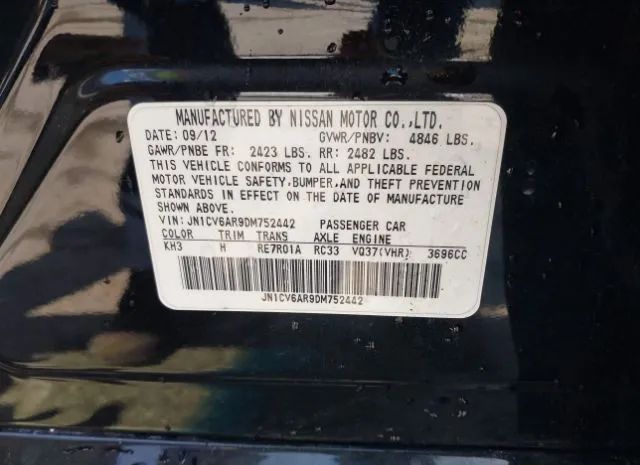 MANUFACTURED BY NISSAN MOTOR CO.,LTD.
DATE: 09/12 GVWR/PNBV: 4846 LBS.
GAWR/PNBE FR: 2423 LBS. RR: 2482 LBS.
THIS VEHICLE CONFORMS TO ALL APPLICABLE FEDERAL
MOTOR VEHICLE SAFETY,BUMPER,AND THEFT PREVENTION
STANDARDS IN EFFECT ON THE DATE OF MANUFACTURE
SHOWN ABOVE.
VIN: JN1CV6AR9DM752442 PASSENGER CAR
COLOR TRIM TRANS AXLE ENGINE
KH3 H RE7R01A RC33 VQ37(VHR) 3696CC
JN1CV6AR9DM752442